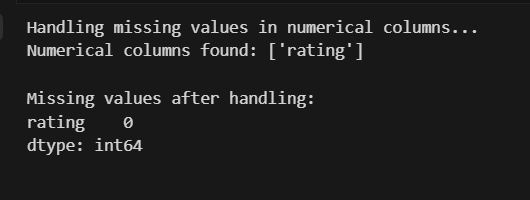 Handling missing values in numerical columns...
Numerical columns found: ['rating']
Missing values after handling:
rating    0
dtype: int64